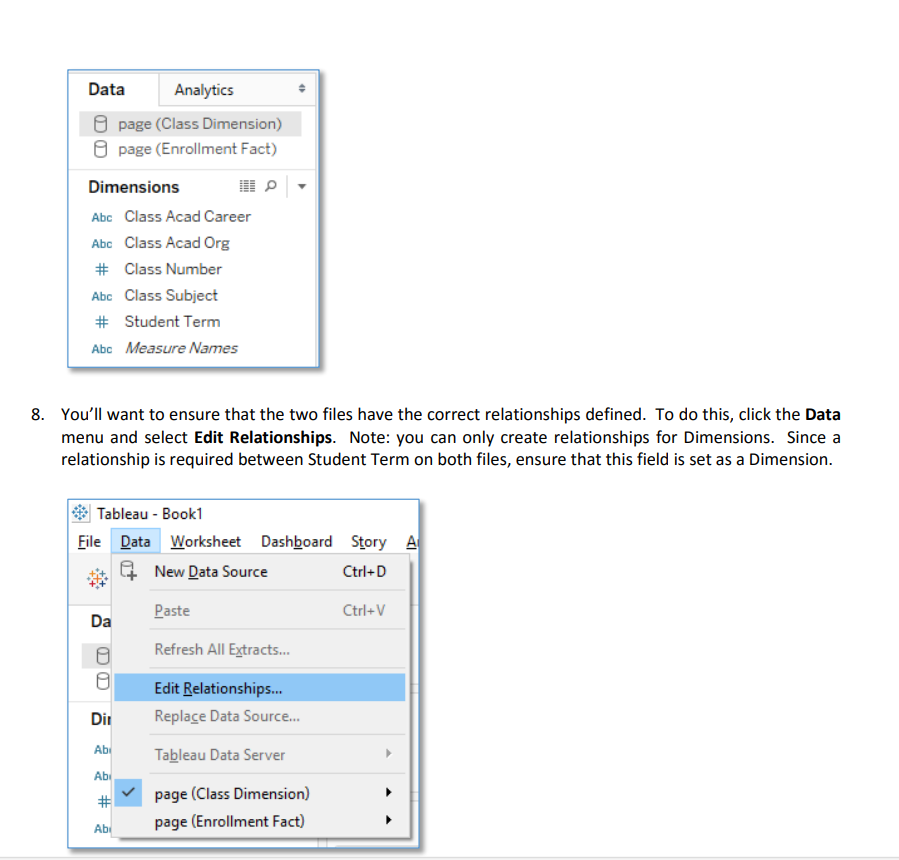 Data Analytics
page (Class Dimension)
page (Enrollment Fact)
Dimensions
Abc Class Acad Career
Abc Class Acad Org
# Class Number
Abc Class Subject
# Student Term
Abc Measure Names
8. You'll want to ensure that the two files have the correct relationships defined. To do this, click the Data
menu and select Edit Relationships. Note: you can only create relationships for Dimensions. Since a
relationship is required between Student Term on both files, ensure that this field is set as a Dimension.
Tableau - Book1
File Data Worksheet Dashboard Story A
New Data Source Ctrl+D
Paste Ctrl+V
Da
Refresh All Extracts...
Edit Relationships...
Dir
Replace Data Source...
Ab
Tableau Data Server
Ab
# page (Class Dimension)
Ab page (Enrollment Fact)